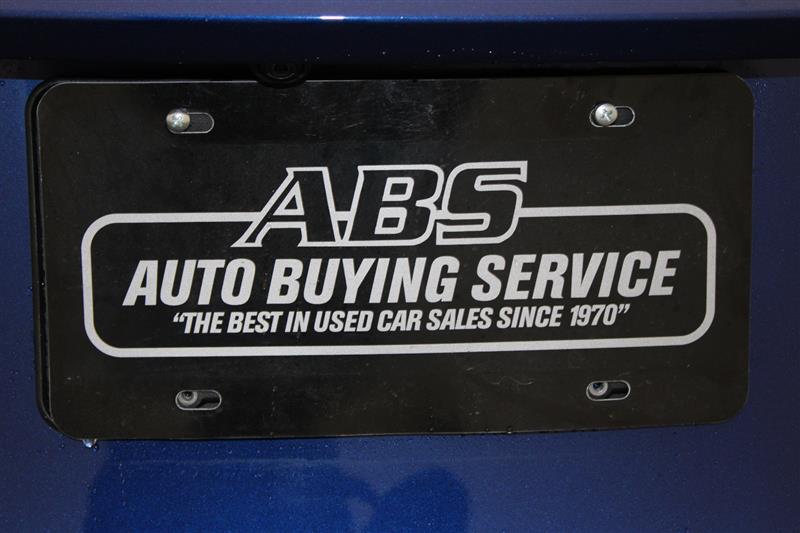 ABS
AUTO BUYING SERVICE
"THE BEST IN USED CAR SALES SINCE 1970"